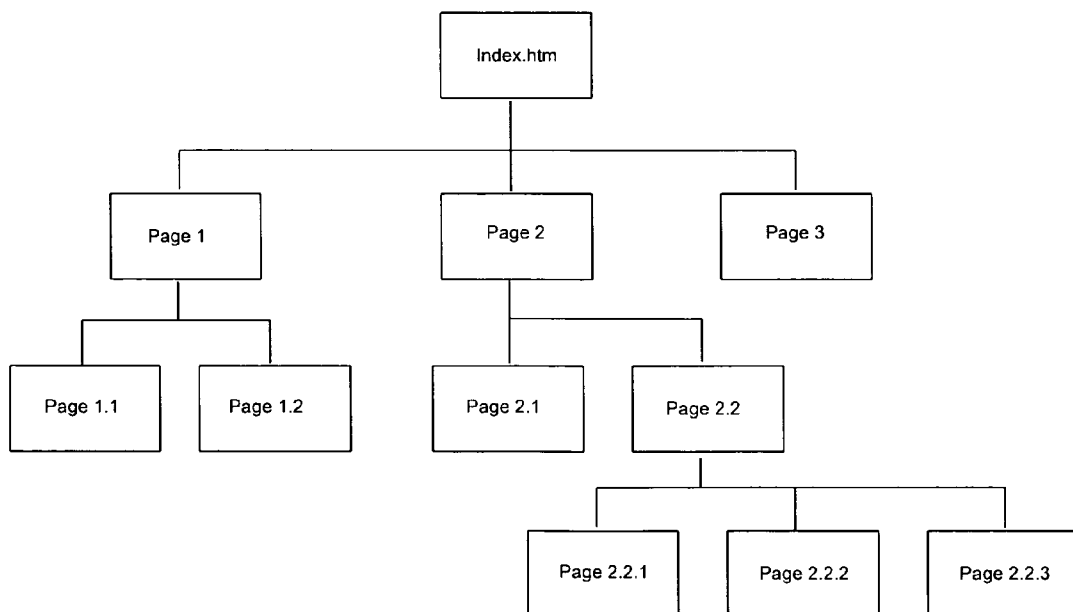 Index.htm
Page 1
Page 2
Page 3
Page 1.1
Page 1.2
Page 2.1
Page 2.2
Page 2.2.1
Page 2.2.2
Page 2.2.3